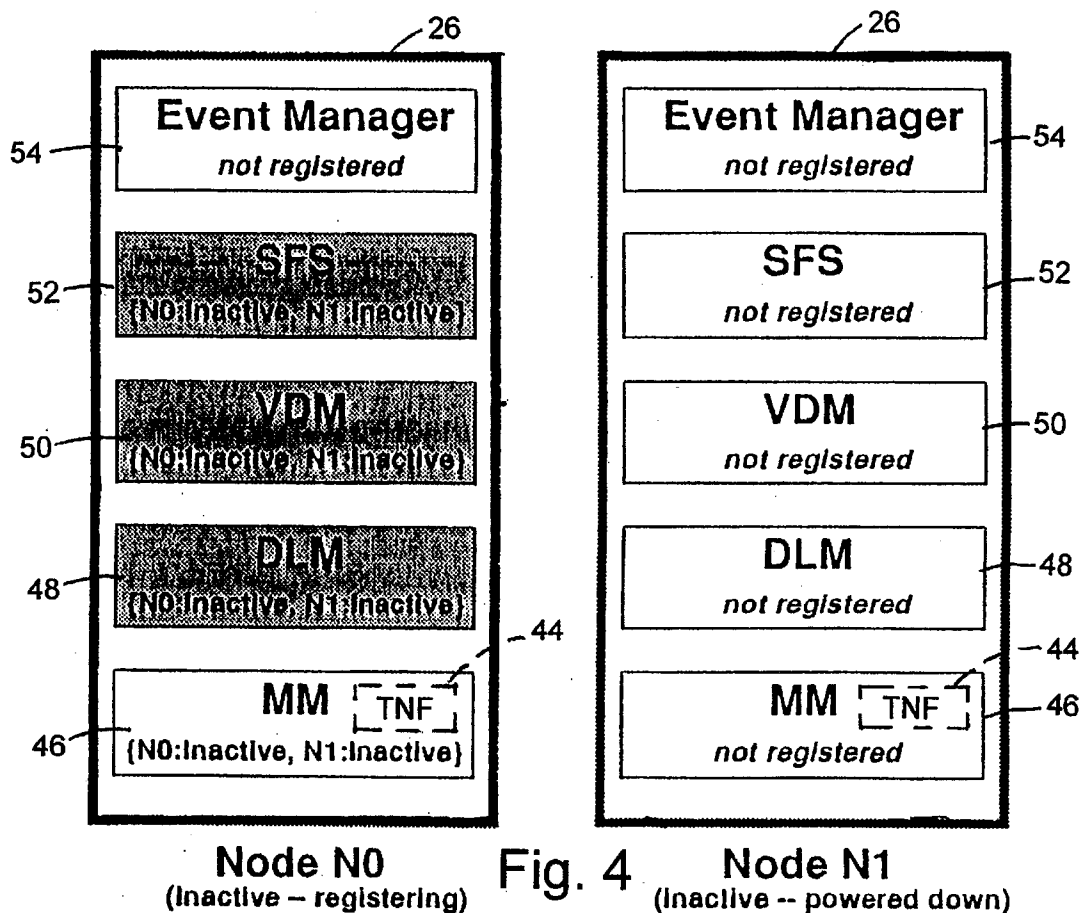 26
26
Event Manager
not registered
54
Event Manager
not registered
54
SFS
{N0:Inactive, N1:Inactive}
52
SFS
not registered
52
VDM
{N0:Inactive, N1:Inactive}
50
VDM
not registered
50
DLM
{N0:Inactive, N1:Inactive}
48
DLM
not registered
48
44
44
MM
TNF
{N0:Inactive, N1:Inactive}
46
MM
TNF
not registered
46
Node N0
(Inactive – registering)
Fig. 4
Node N1
(Inactive -- powered down)